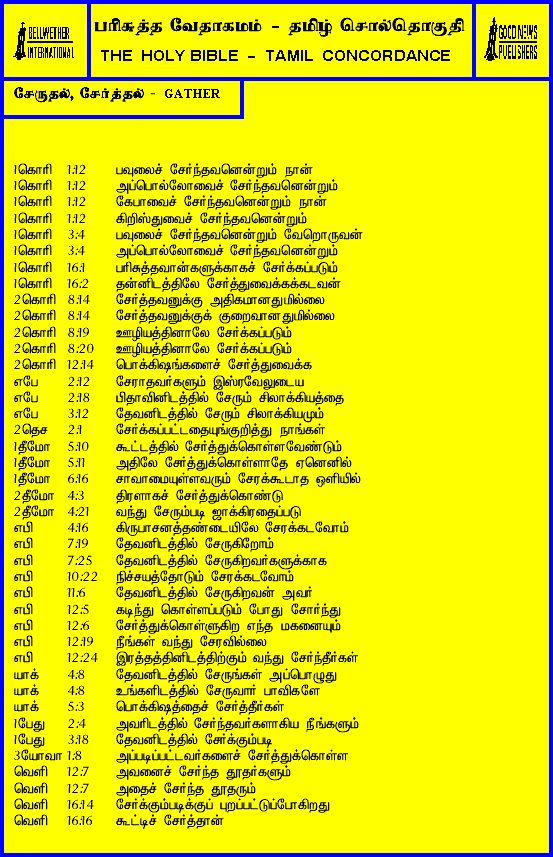 BELLWETHER INTERNATIONAL
பரிசுத்த வேதாகமம் - தமிழ் சொல்தொகுதி
THE HOLY BIBLE - TAMIL CONCORDANCE
GOOD NEWS PUBLISHERS
சேருதல், சேர்த்தல் - GATHER
1கொரி 1:12 பவுலைச் சேர்ந்தவனென்றும் நான்
1கொரி 1:12 அப்பொல்லோவைச் சேர்ந்தவனென்றும்
1கொரி 1:12 கேபாவைச் சேர்ந்தவனென்றும் நான்
1கொரி 1:12 கிறிஸ்துவைச் சேர்ந்தவனென்றும்
1கொரி 3:4 பவுலைச் சேர்ந்தவனென்றும் வேறொருவன்
1கொரி 3:4 அப்பொல்லோவைச் சேர்ந்தவனென்றும்
1கொரி 16:1 பரிசுத்தவான்களுக்காகச் சேர்க்கப்படும்
1கொரி 16:2 தன்னிடத்திலே சேர்த்துவைக்கக்கடவன்
2கொரி 8:14 சேர்த்தவனுக்கு அதிகமானதுமில்லை
2கொரி 8:14 சேர்த்தவனுக்குக் குறைவானதுமில்லை
2கொரி 8:19 ஊழியத்தினாலே சேர்க்கப்படும்
2கொரி 8:20 ஊழியத்தினாலே சேர்க்கப்படும்
2கொரி 12:14 பொக்கிஷங்களைச் சேர்த்துவைக்க
எபே 2:12 சேராதவர்களும் இஸ்ரவேலுடைய
எபே 2:18 பிதாவினிடத்தில் சேரும் சிலாக்கியத்தை
எபே 3:12 தேவனிடத்தில் சேரும் சிலாக்கியமும்
2தெச 2:1 சேர்க்கப்பட்டதையுங்குறித்து நாங்கள்
1தீமோ 5:10 கூட்டத்தில் சேர்த்துக்கொள்ளவேண்டும்
1தீமோ 5:11 அதிலே சேர்த்துக்கொள்ளாதே ஏனெனில்
1தீமோ 6:16 சாவாமையுள்ளவரும் சேரக்கூடாத ஒளியில்
2தீமோ 4:3 திரளாகச் சேர்த்துக்கொண்டு
2தீமோ 4:21 வந்து சேரும்படி ஜாக்கிரதைப்படு
எபி 4:16 கிருபாசனத்தண்டையிலே சேரக்கடவோம்
எபி 7:19 தேவனிடத்தில் சேருகிறோம்
எபி 7:25 தேவனிடத்தில் சேருகிறவர்களுக்காக
எபி 10:22 நிச்சயத்தோடும் சேரக்கடவோம்
எபி 11:6 தேவனிடத்தில் சேருகிறவன் அவர்
எபி 12:5 கடிந்து கொள்ளப்படும் போது சோர்ந்து
எபி 12:6 சேர்த்துக்கொள்ளுகிற எந்த மகனையும்
எபி 12:19 நீங்கள் வந்து சேரவில்லை
எபி 12:24 இரத்தத்தினிடத்திற்கும் வந்து சேர்ந்தீர்கள்
யாக் 4:8 தேவனிடத்தில் சேருங்கள் அப்பொழுது
யாக் 4:8 உங்களிடத்தில் சேருவார் பாவிகளே
யாக் 5:3 பொக்கிஷத்தைச் சேர்த்தீர்கள்
1பேது 2:4 அவரிடத்தில் சேர்ந்தவர்களாகிய நீங்களும்
1பேது 3:18 தேவனிடத்தில் சேர்க்கும்படி
3யோவா 1:8 அப்படிப்பட்டவர்களைச் சேர்த்துக்கொள்ள
வெளி 12:7 அவனைச் சேர்ந்த தூதர்களும்
வெளி 12:7 அதைச் சேர்ந்த தூதரும்
வெளி 16:14 சேர்க்கும்படிக்குப் புறப்பட்டுப்போகிறது
வெளி 16:16 கூட்டிச் சேர்த்தான்